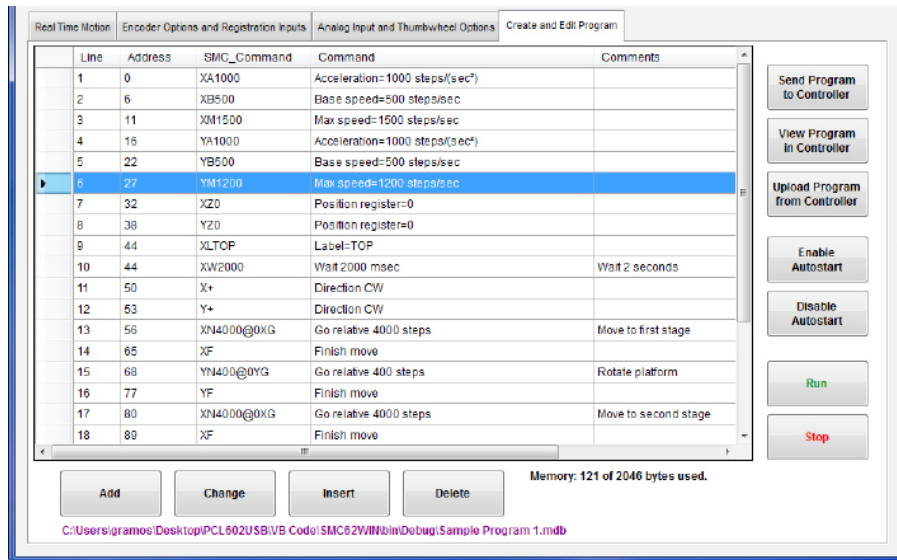 Real Time Motion Encoder Options and Registration Inputs Analog Input and Thumbwheel Options Create and Edit Program
Line Address SMC_Command Command Comments
1 0 XA1000 Acceleration=1000 steps/(sec²)
2 6 XB500 Base speed=500 steps/sec
3 11 XM1500 Max speed=1500 steps/sec
4 16 YA1000 Acceleration=1000 steps/(sec²)
5 22 YB500 Base speed=500 steps/sec
6 27 YM1200 Max speed=1200 steps/sec
7 32 XZ0 Position register=0
8 38 YZ0 Position register=0
9 44 XLTOP Label=TOP
10 44 XW2000 Wait 2000 msec Wait 2 seconds
11 50 X+ Direction CW
12 53 Y+ Direction CW
13 56 XN4000@0XG Go relative 4000 steps Move to first stage
14 65 XF Finish move
15 68 YN400@0YG Go relative 400 steps Rotate platform
16 77 YF Finish move
17 80 XN4000@0XG Go relative 4000 steps Move to second stage
18 89 XF Finish move
Send Program
to Controller
View Program
in Controller
Upload Program
from Controller
Enable
Autostart
Disable
Autostart
Run
Stop
Add Change Insert Delete
Memory: 121 of 2046 bytes used.
C:\Users\gramos\Desktop\PCL602USB\VB Code\SMC62WIN\bin\Debug\Sample Program 1.mdb